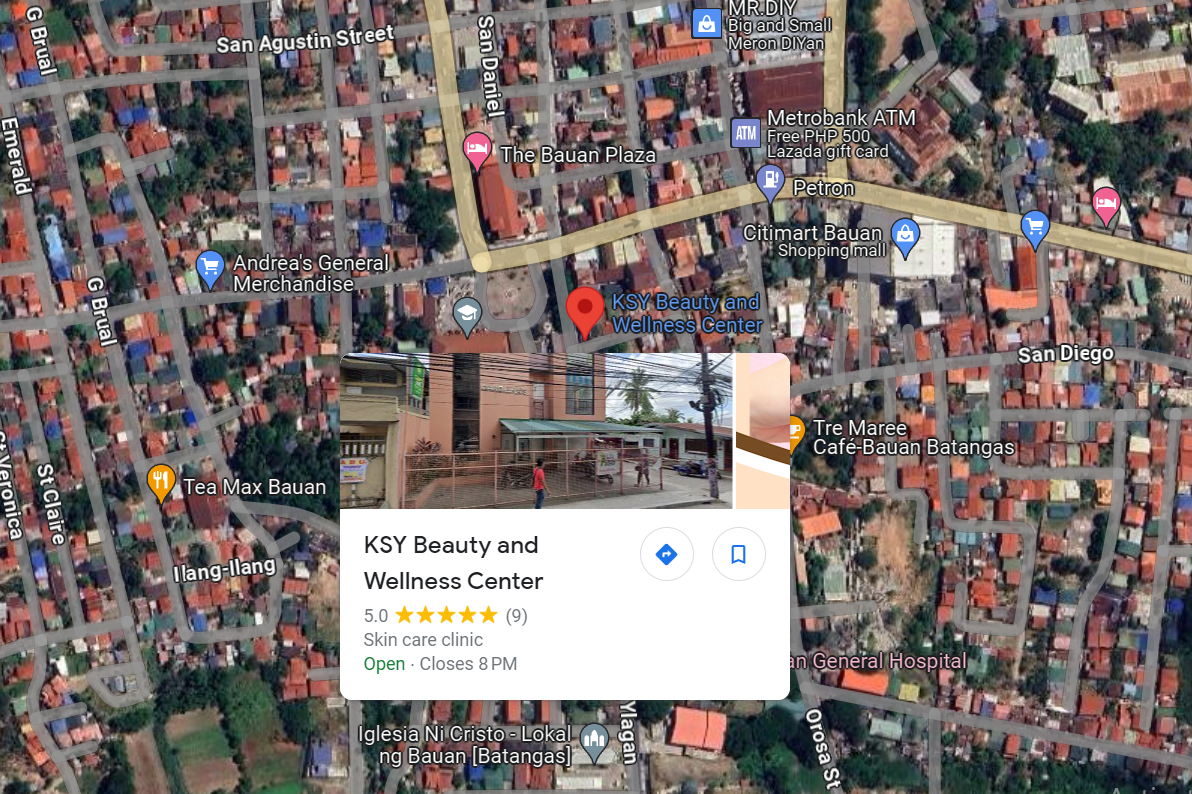 G Brual
San Agustin Street
San Daniel
MR.DIY
Big and Small
Meron DIYan
Emerald
The Bauan Plaza
ATM
Metrobank ATM
Free PHP 500
Lazada gift card
Petron
Citimart Bauan
Shopping mall
Andrea's General
Merchandise
G Brual
KSY Beauty and
Wellness Center
San Diego
Tre Maree
Café-Bauan Batangas
St Veronica
St Claire
Tea Max Bauan
Ilang-Ilang
KSY Beauty and
Wellness Center
5.0 ★★★★★ (9)
Skin care clinic
Open · Closes 8 PM
an General Hospital
Iglesia Ni Cristo - Lokal
ng Bauan [Batangas]
Ylagan
Orosa St